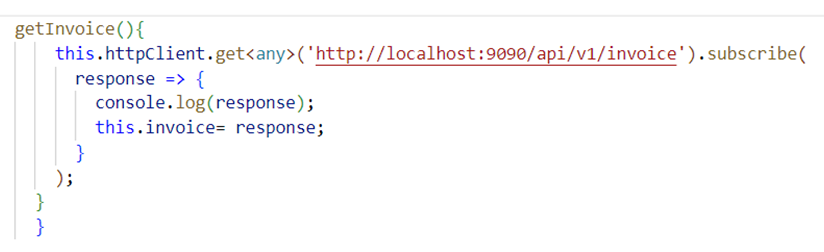 getInvoice(){
this.httpClient.get<any>('http://localhost:9090/api/v1/invoice').subscribe(
response => {
console.log(response);
this.invoice= response;
}
);
}
}